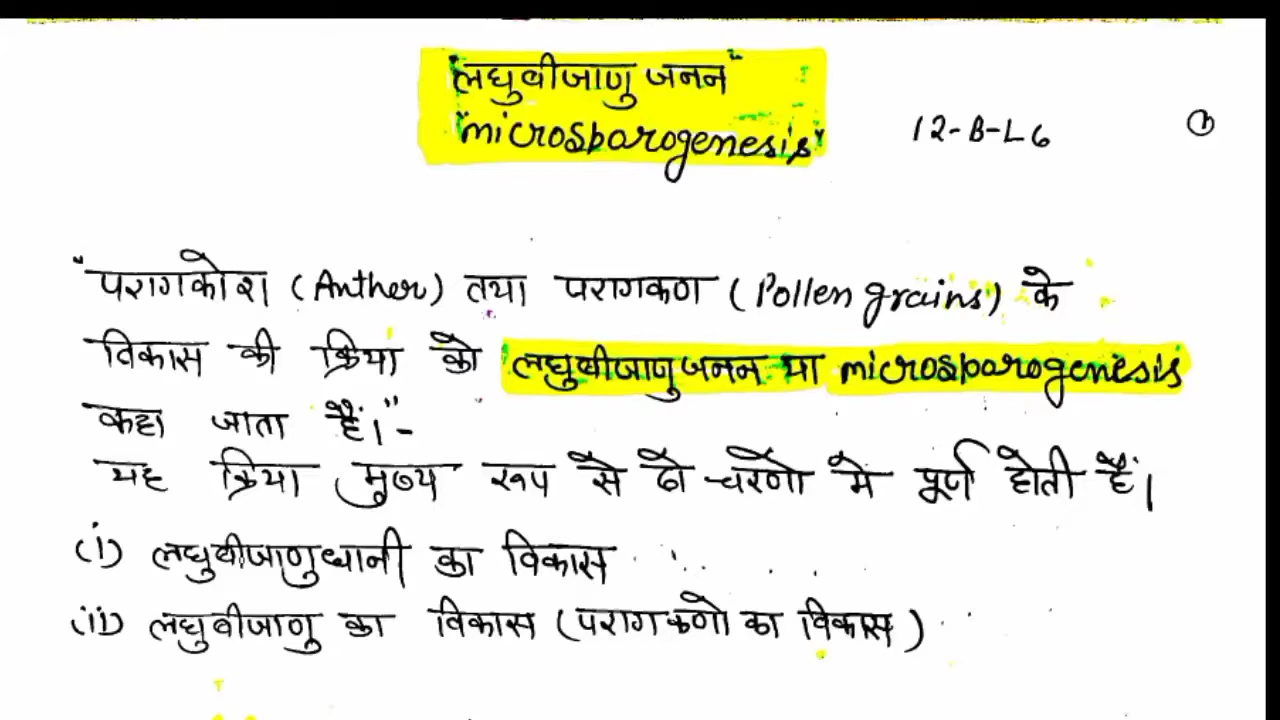 "लघुबीजाणु जनन"
"microsporogenesis"
12-B-L6
①
"परागकोश (Anther) तथा परागकण (Pollen grains) के
विकास की क्रिया को लघुबीजाणुजनन या microsporogenesis
कहा जाता हैं।"-
यह क्रिया मुख्य रूप से दो चरणो मे पूर्ण होती हैं।
(i) लघुबीजाणुधानी का विकास
(ii) लघुबीजाणु का विकास (परागकणो का विकास)